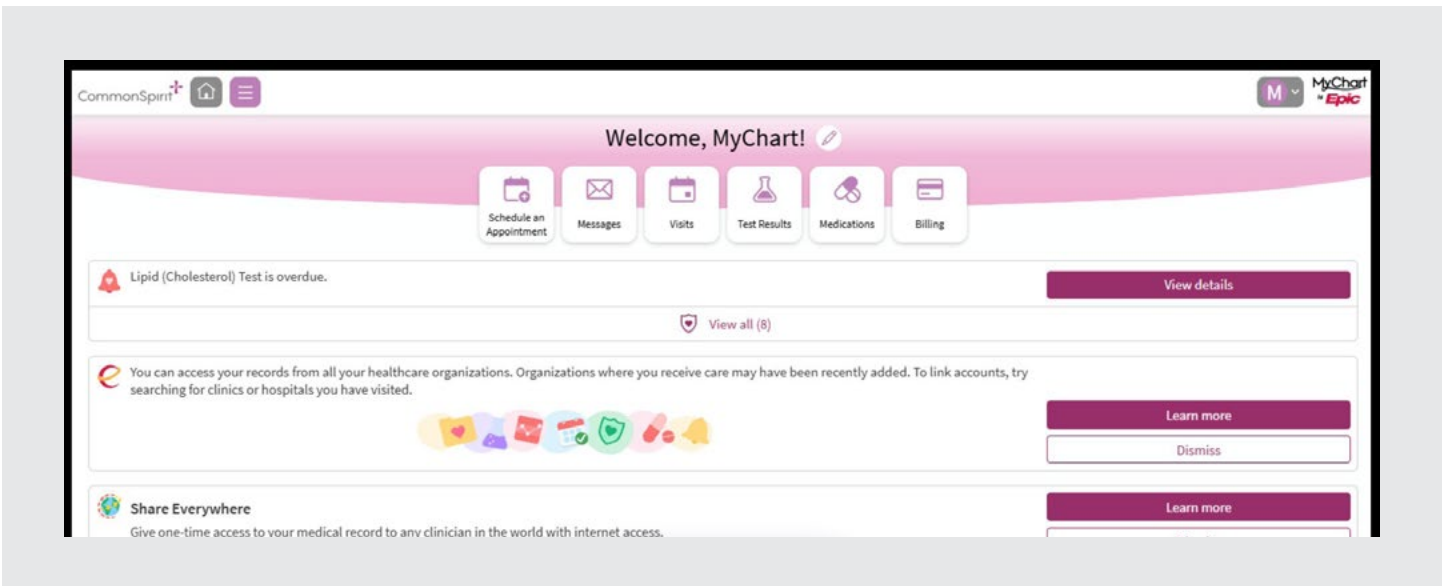 CommonSpirit
M
MyChart
by Epic
Welcome, MyChart!
Schedule an
Appointment
Messages
Visits
Test Results
Medications
Billing
Lipid (Cholesterol) Test is overdue.
View details
View all (8)
You can access your records from all your healthcare organizations. Organizations where you receive care may have been recently added. To link accounts, try
searching for clinics or hospitals you have visited.
Learn more
Dismiss
Share Everywhere
Learn more
Give one-time access to your medical record to any clinician in the world with internet access.